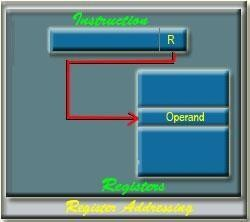 Instruction
R
Operand
Registers
Register Addressing